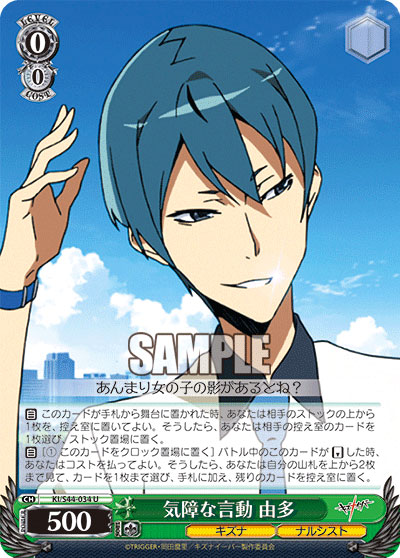 LEVEL
0
0
COST
SAMPLE
あんまり女の子の影があるとね？
自 このカードが手札から舞台に置かれた時、あなたは相手のストックの上から
1枚を、控え室に置いてよい。そうしたら、あなたは相手の控え室のカードを
1枚選び、ストック置場に置く。
自 [① このカードをクロック置場に置く] バトル中のこのカードが した時、
あなたはコストを払ってよい。そうしたら、あなたは自分の山札を上から2枚
まで見て、カードを1枚まで選び、手札に加え、残りのカードを控え室に置く。
CH
KI/S44-034 U
500
気障な言動 由多
キズナイーバー
キズナ
ナルシスト
©TRIGGER・岡田麿里／キズナイーバー製作委員会